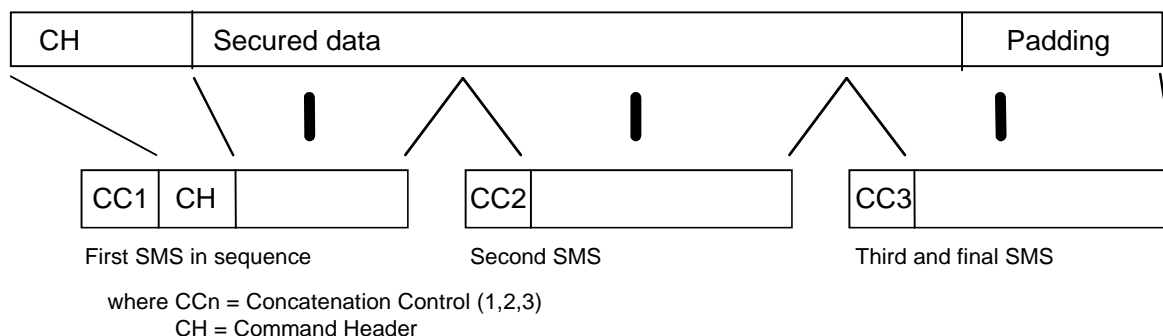 CH Secured data Padding
CC1 CH CC2 CC3
First SMS in sequence Second SMS Third and final SMS
where CCn = Concatenation Control (1,2,3)
CH = Command Header